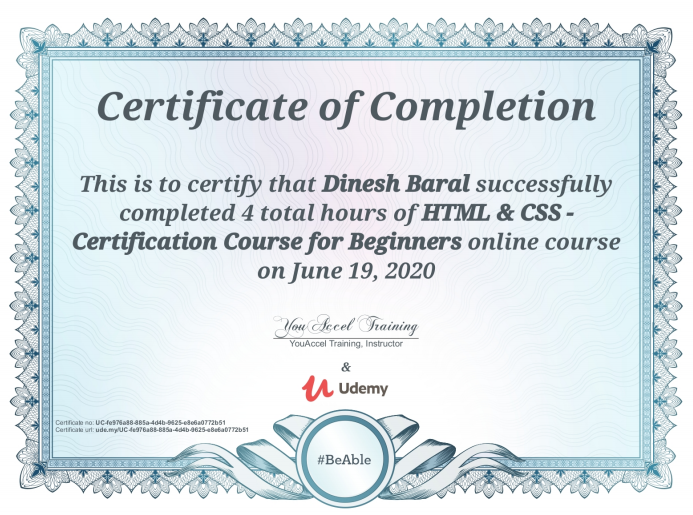 Certificate of Completion
This is to certify that Dinesh Baral successfully
completed 4 total hours of HTML & CSS -
Certification Course for Beginners online course
on June 19, 2020
YouAccel Training
YouAccel Training, Instructor
&
Udemy
Certificate no: UC-fe976a88-885a-4d4b-9625-e8e6a0772b51
Certificate url: ude.my/UC-fe976a88-885a-4d4b-9625-e8e6a0772b51
#BeAble